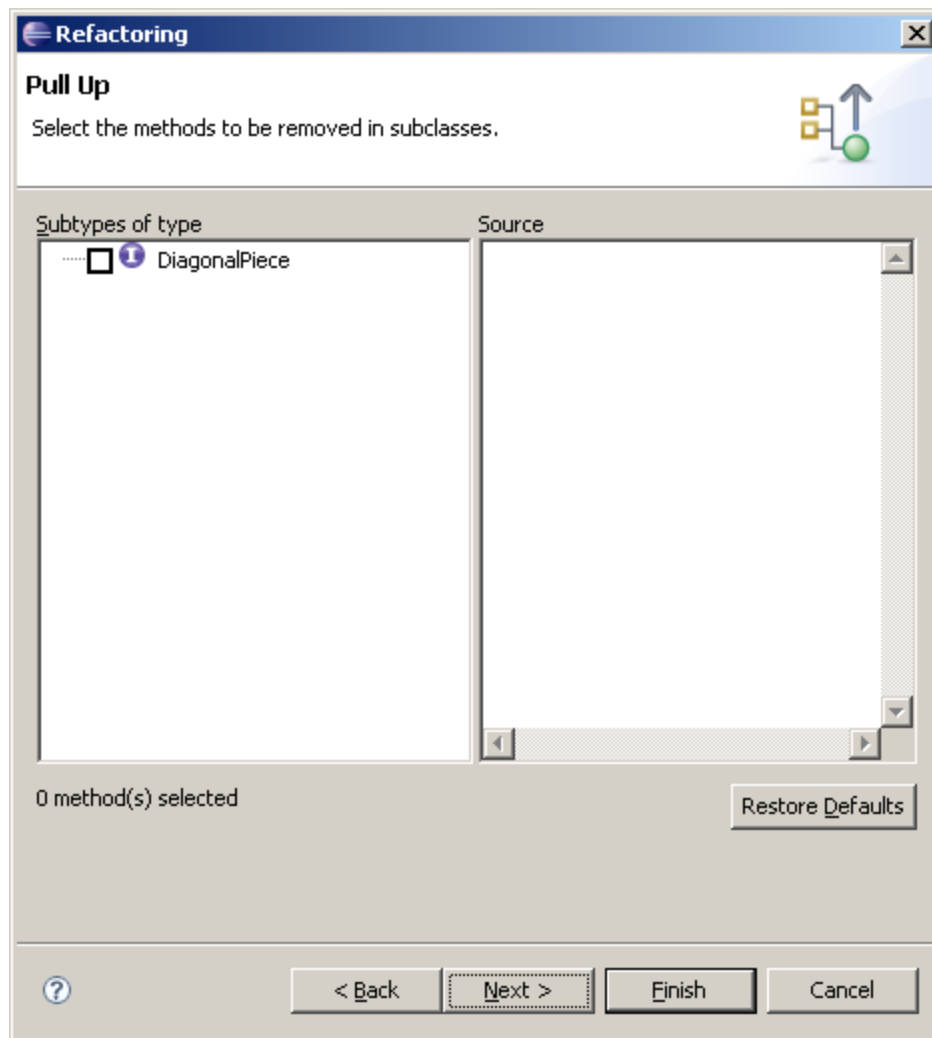 Refactoring
Pull Up
Select the methods to be removed in subclasses.
Subtypes of type
Source
I DiagonalPiece
0 method(s) selected
Restore Defaults
?
< Back
Next >
Finish
Cancel